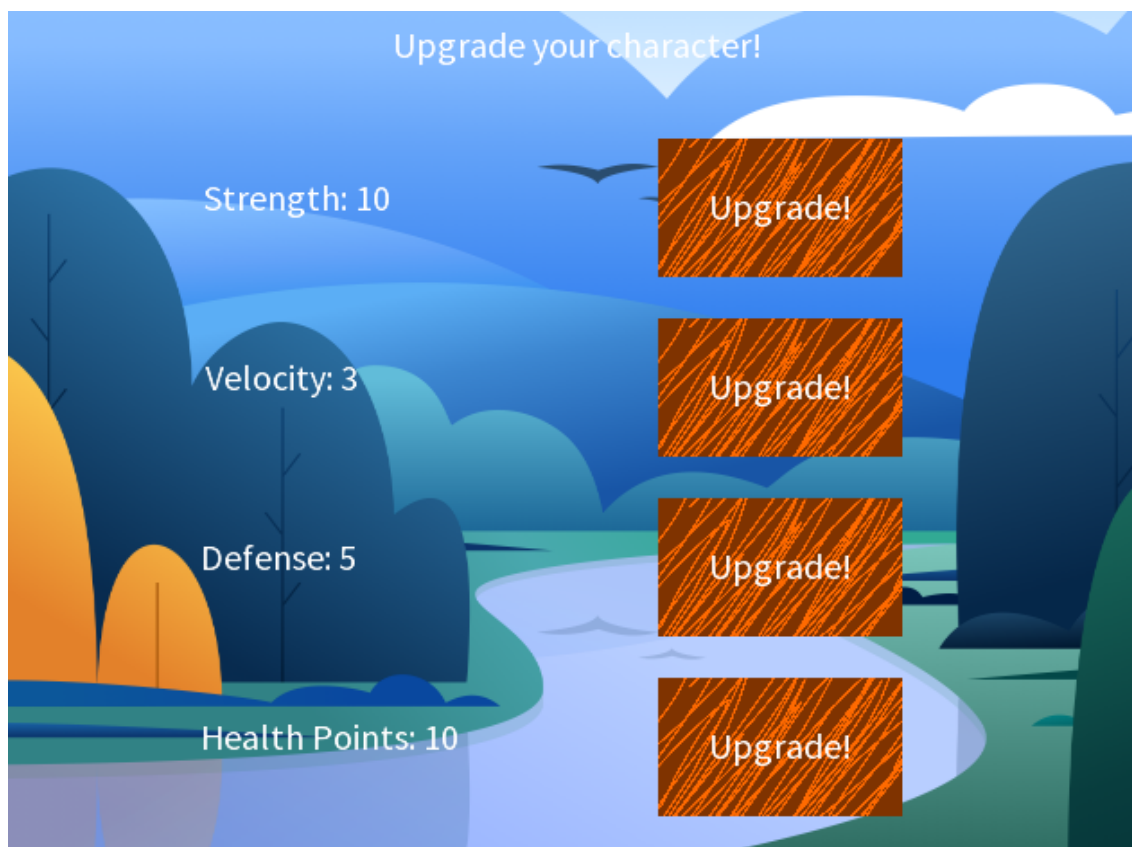 Upgrade your character!
Strength: 10
Upgrade!
Velocity: 3
Upgrade!
Defense: 5
Upgrade!
Health Points: 10
Upgrade!